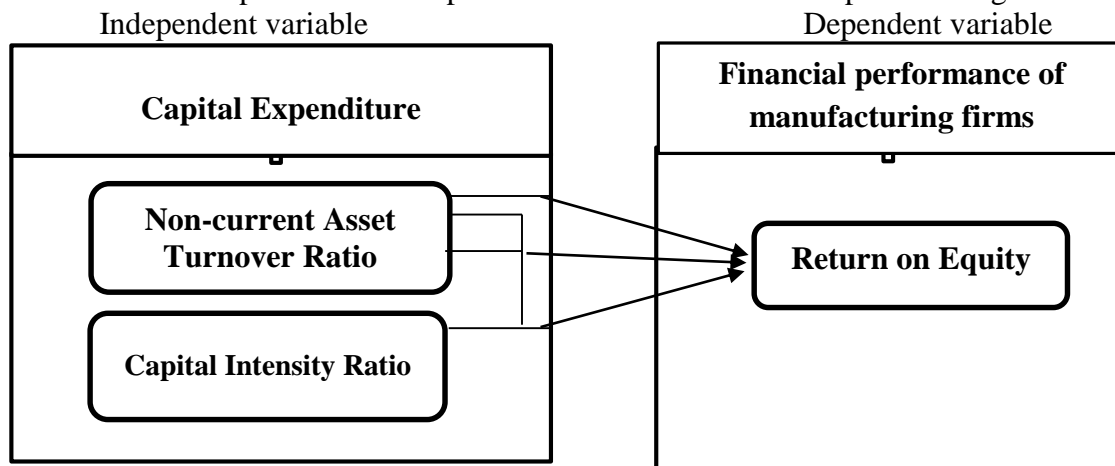 Independent variable
Dependent variable
Capital Expenditure
Financial performance of
manufacturing firms
Non-current Asset
Turnover Ratio
Return on Equity
Capital Intensity Ratio